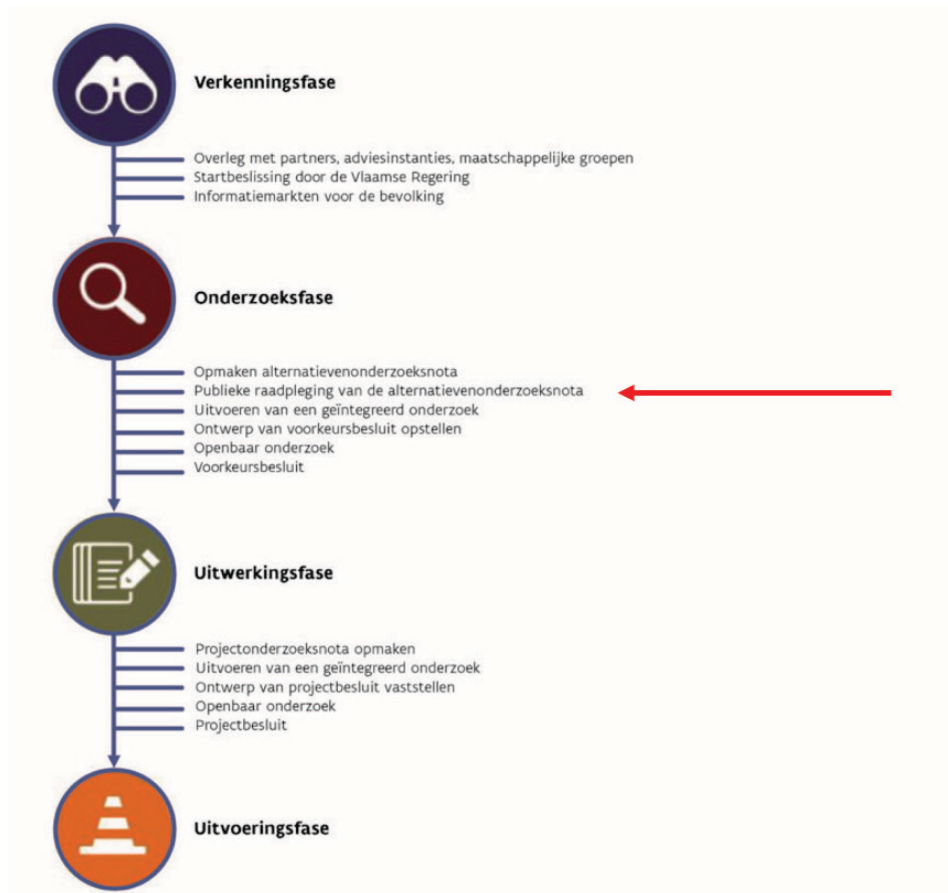 Verkenningsfase
Overleg met partners, adviesinstanties, maatschappelijke groepen
Startbeslissing door de Vlaamse Regering
Informatiemarkten voor de bevolking
Onderzoeksfase
Opmaken alternatievenonderzoeksnota
Publieke raadpleging van de alternatievenonderzoeksnota
Uitvoeren van een geïntegreerd onderzoek
Ontwerp van voorkeursbesluit opstellen
Openbaar onderzoek
Voorkeursbesluit
Uitwerkingsfase
Projectonderzoeksnota opmaken
Uitvoeren van een geïntegreerd onderzoek
Ontwerp van projectbesluit vaststellen
Openbaar onderzoek
Projectbesluit
Uitvoeringsfase